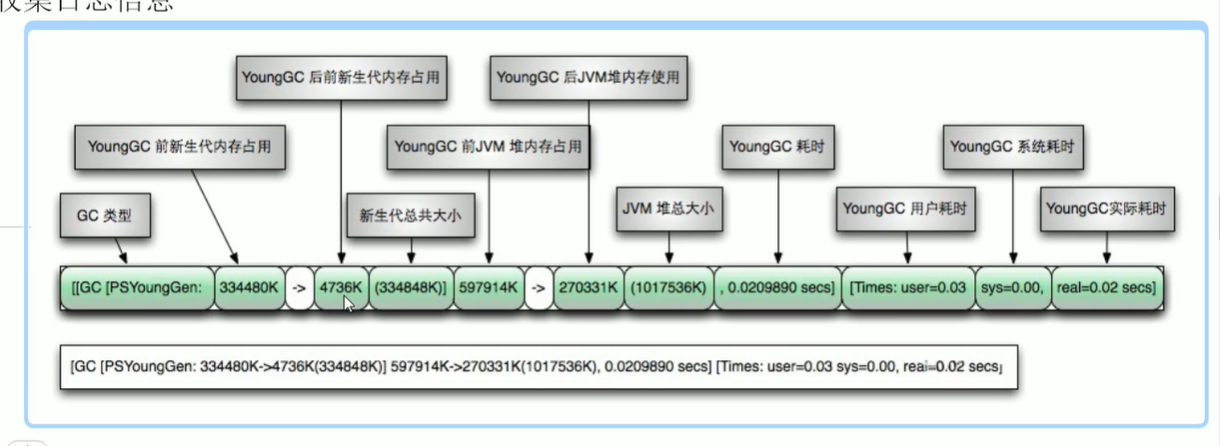 收集日志信息
YoungGC 后前新生代内存占用
YoungGC 后JVM堆内存使用
YoungGC 前新生代内存占用
YoungGC 前JVM 堆内存占用
YoungGC 耗时
YoungGC 系统耗时
GC 类型
新生代总共大小
JVM 堆总大小
YoungGC 用户耗时
YoungGC实际耗时
[[GC [PSYoungGen: 334480K -> 4736K (334848K)] 597914K -> 270331K (1017536K) , 0.0209890 secs] [Times: user=0.03 sys=0.00, real=0.02 secs]
[GC [PSYoungGen: 334480K->4736K(334848K)] 597914K->270331K(1017536K), 0.0209890 secs] [Times: user=0.03 sys=0.00, real=0.02 secs]